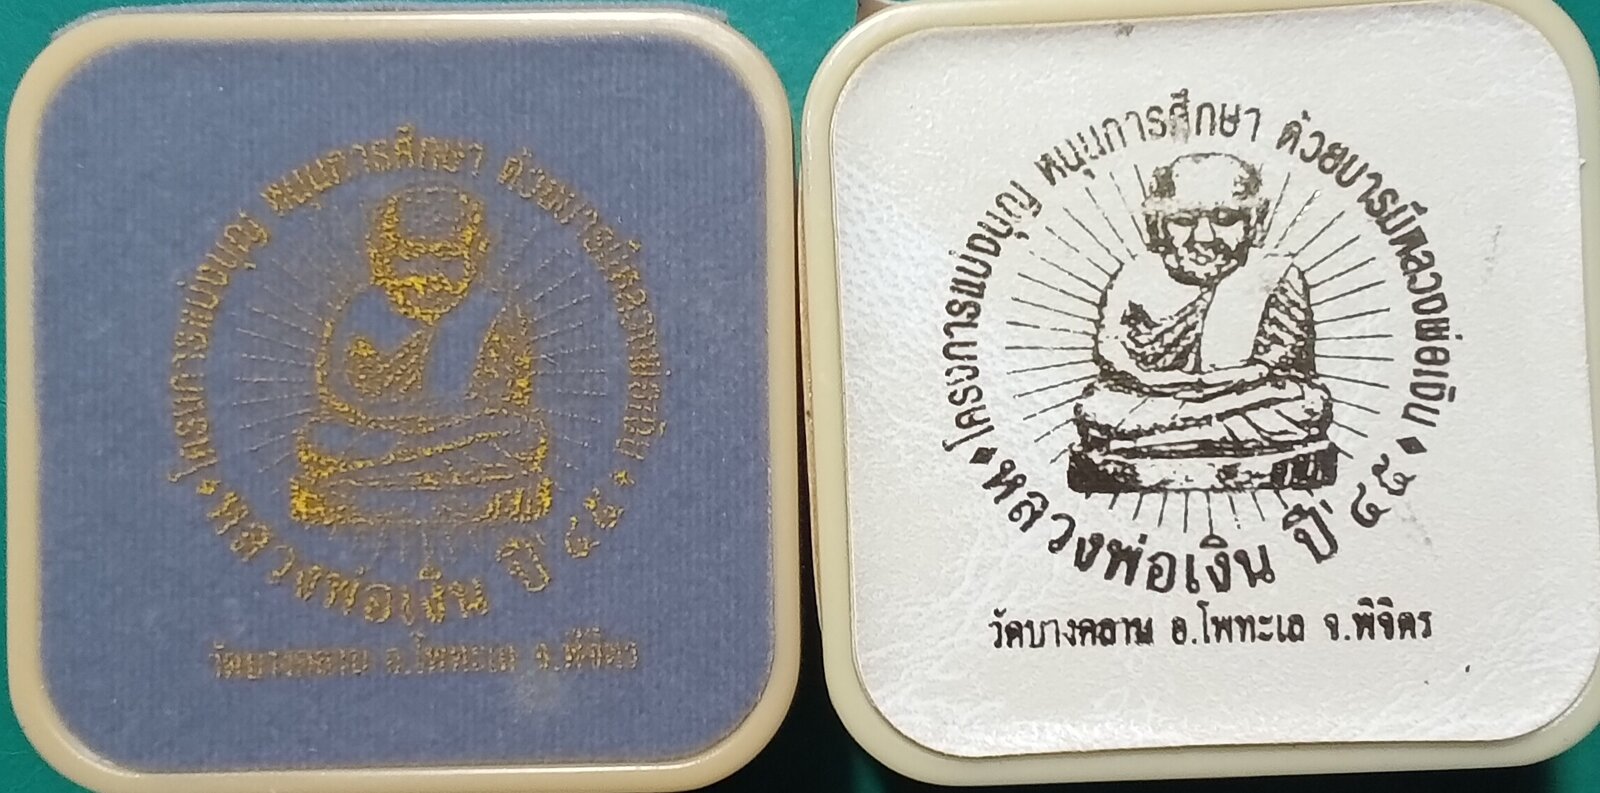 โครงการแบ่งบุญ หนุนการศึกษา ด้วยบารมีหลวงพ่อเงิน
หลวงพ่อเงิน ปี ๔๕
วัดบางคลาน อ.โพทะเล จ.พิจิตร
โครงการแบ่งบุญ หนุนการศึกษา ด้วยบารมีหลวงพ่อเงิน
หลวงพ่อเงิน ปี ๔๕
วัดบางคลาน อ.โพทะเล จ.พิจิตร